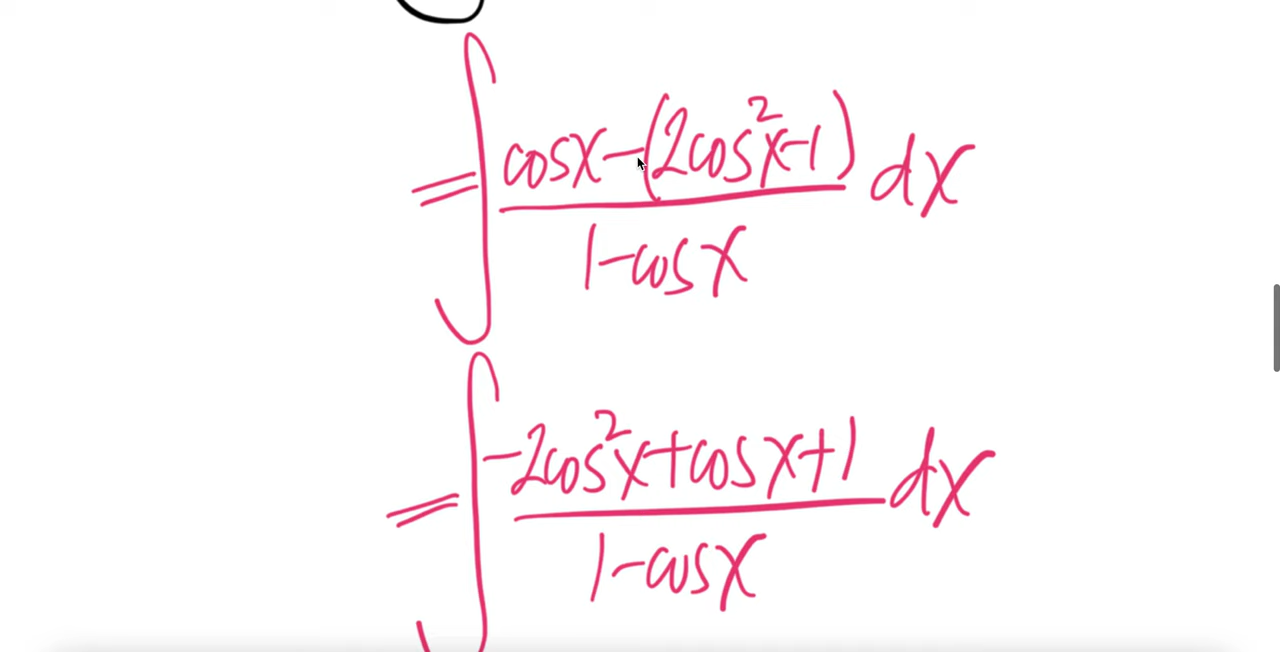 = ∫ (cosx-(2cos²x-1))/(1-cosx) dx
= ∫ (-2cos²x+cosx+1)/(1-cosx) dx